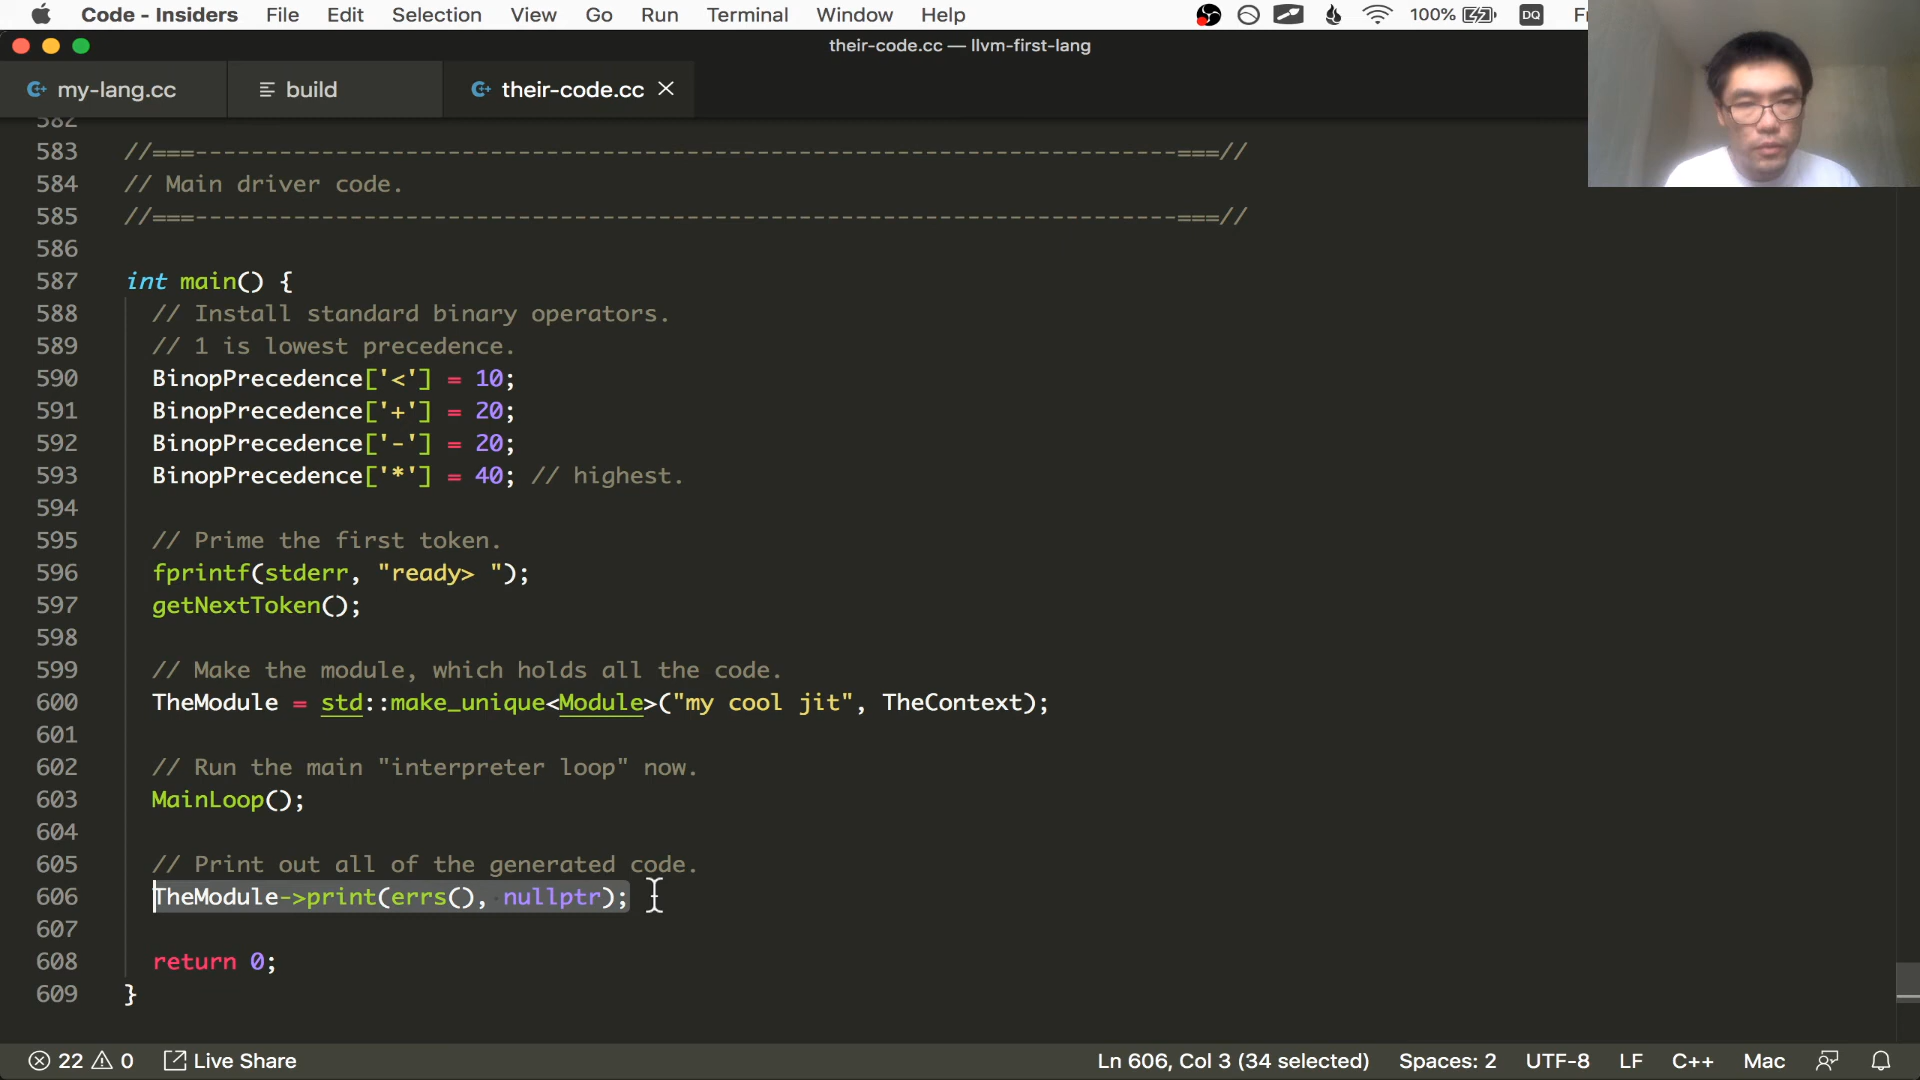 Code - Insiders File Edit Selection View Go Run Terminal Window Help 100% DQ
their-code.cc — llvm-first-lang
my-lang.cc build their-code.cc
582
583 //===----------------------------------------------------------------------===//
584 // Main driver code.
585 //===----------------------------------------------------------------------===//
586
587 int main() {
588 // Install standard binary operators.
589 // 1 is lowest precedence.
590 BinopPrecedence['<'] = 10;
591 BinopPrecedence['+'] = 20;
592 BinopPrecedence['-'] = 20;
593 BinopPrecedence['*'] = 40; // highest.
594
595 // Prime the first token.
596 fprintf(stderr, "ready> ");
597 getNextToken();
598
599 // Make the module, which holds all the code.
600 TheModule = std::make_unique<Module>("my cool jit", TheContext);
601
602 // Run the main "interpreter loop" now.
603 MainLoop();
604
605 // Print out all of the generated code.
606 TheModule->print(errs(), nullptr);
607
608 return 0;
609 }
22 0 Live Share Ln 606, Col 3 (34 selected) Spaces: 2 UTF-8 LF C++ Mac